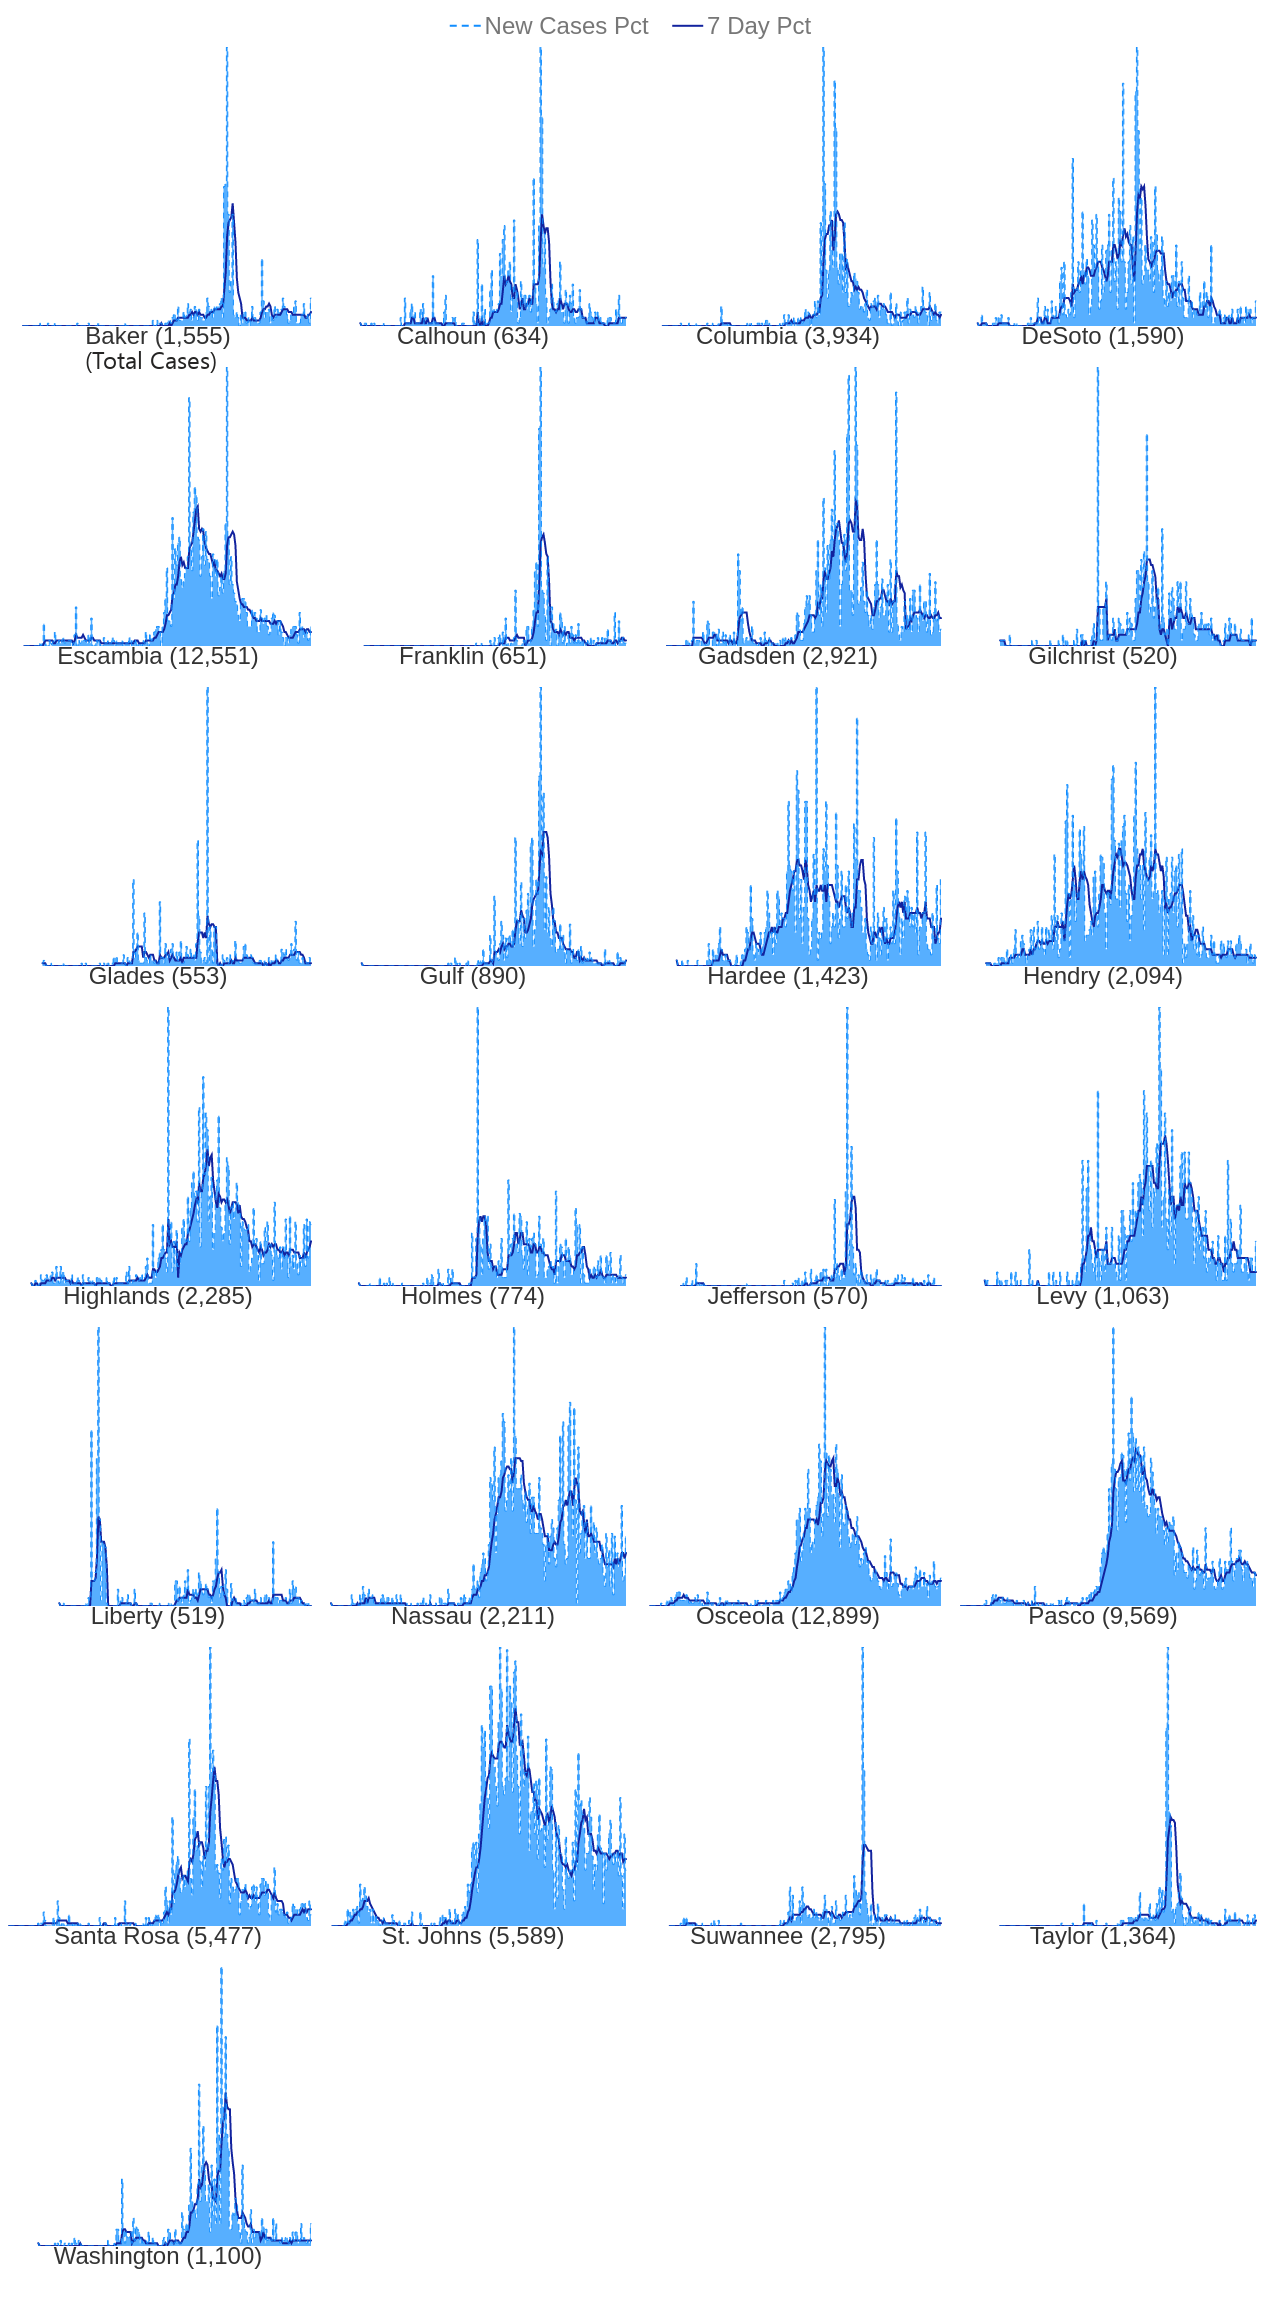 New Cases Pct 7 Day Pct
Baker (1,555) Calhoun (634) Columbia (3,934) DeSoto (1,590)
(Total Cases)
Escambia (12,551) Franklin (651) Gadsden (2,921) Gilchrist (520)
Glades (553) Gulf (890) Hardee (1,423) Hendry (2,094)
Highlands (2,285) Holmes (774) Jefferson (570) Levy (1,063)
Liberty (519) Nassau (2,211) Osceola (12,899) Pasco (9,569)
Santa Rosa (5,477) St. Johns (5,589) Suwannee (2,795) Taylor (1,364)
Washington (1,100)